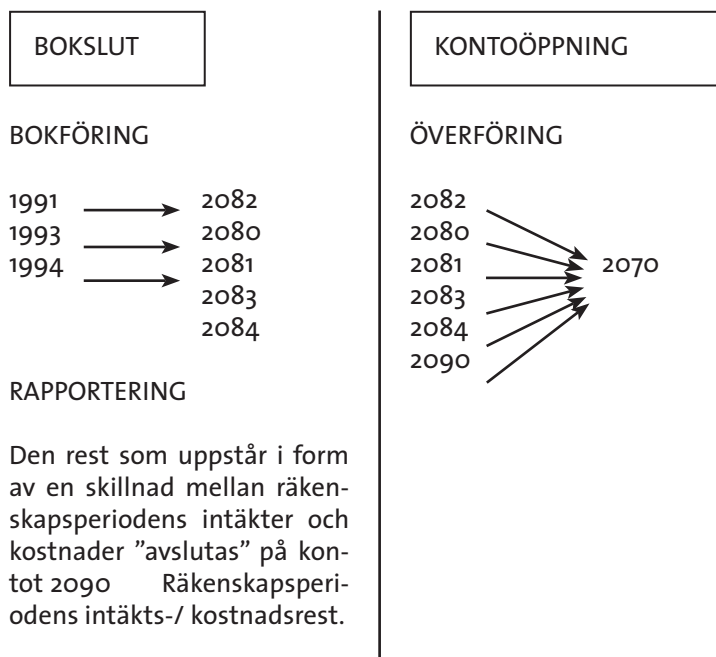 BOKSLUT
BOKFÖRING
1991 2082
1993 2080
1994 2081
2083
2084
RAPPORTERING
Den rest som uppstår i form
av en skillnad mellan räken-
skapsperiodens intäkter och
kostnader ”avslutas” på kon-
tot 2090 Räkenskapsperi-
odens intäkts-/ kostnadsrest.
KONTOÖPPNING
ÖVERFÖRING
2082
2080
2081 2070
2083
2084
2090